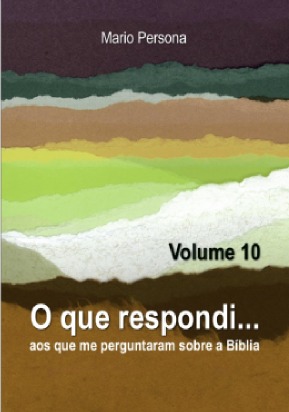 Mario Persona
Volume 10
O que respondi...
aos que me perguntaram sobre a Bíblia